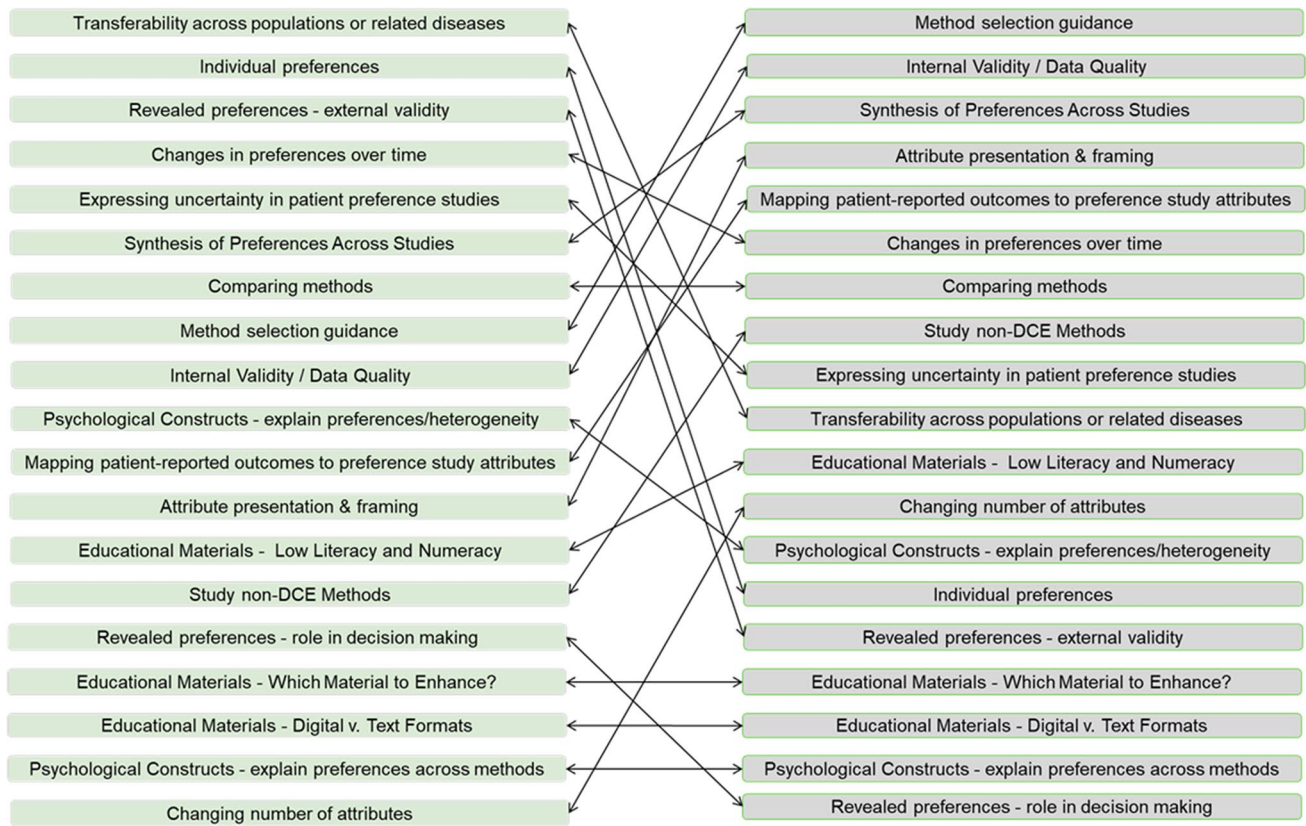 Transferability across populations or related diseases
Individual preferences
Revealed preferences - external validity
Changes in preferences over time
Expressing uncertainty in patient preference studies
Synthesis of Preferences Across Studies
Comparing methods
Method selection guidance
Internal Validity / Data Quality
Psychological Constructs - explain preferences/heterogeneity
Mapping patient-reported outcomes to preference study attributes
Attribute presentation & framing
Educational Materials - Low Literacy and Numeracy
Study non-DCE Methods
Revealed preferences - role in decision making
Educational Materials - Which Material to Enhance?
Educational Materials - Digital v. Text Formats
Psychological Constructs - explain preferences across methods
Changing number of attributes
Method selection guidance
Internal Validity / Data Quality
Synthesis of Preferences Across Studies
Attribute presentation & framing
Mapping patient-reported outcomes to preference study attributes
Changes in preferences over time
Comparing methods
Study non-DCE Methods
Expressing uncertainty in patient preference studies
Transferability across populations or related diseases
Educational Materials - Low Literacy and Numeracy
Changing number of attributes
Psychological Constructs - explain preferences/heterogeneity
Individual preferences
Revealed preferences - external validity
Educational Materials - Which Material to Enhance?
Educational Materials - Digital v. Text Formats
Psychological Constructs - explain preferences across methods
Revealed preferences - role in decision making